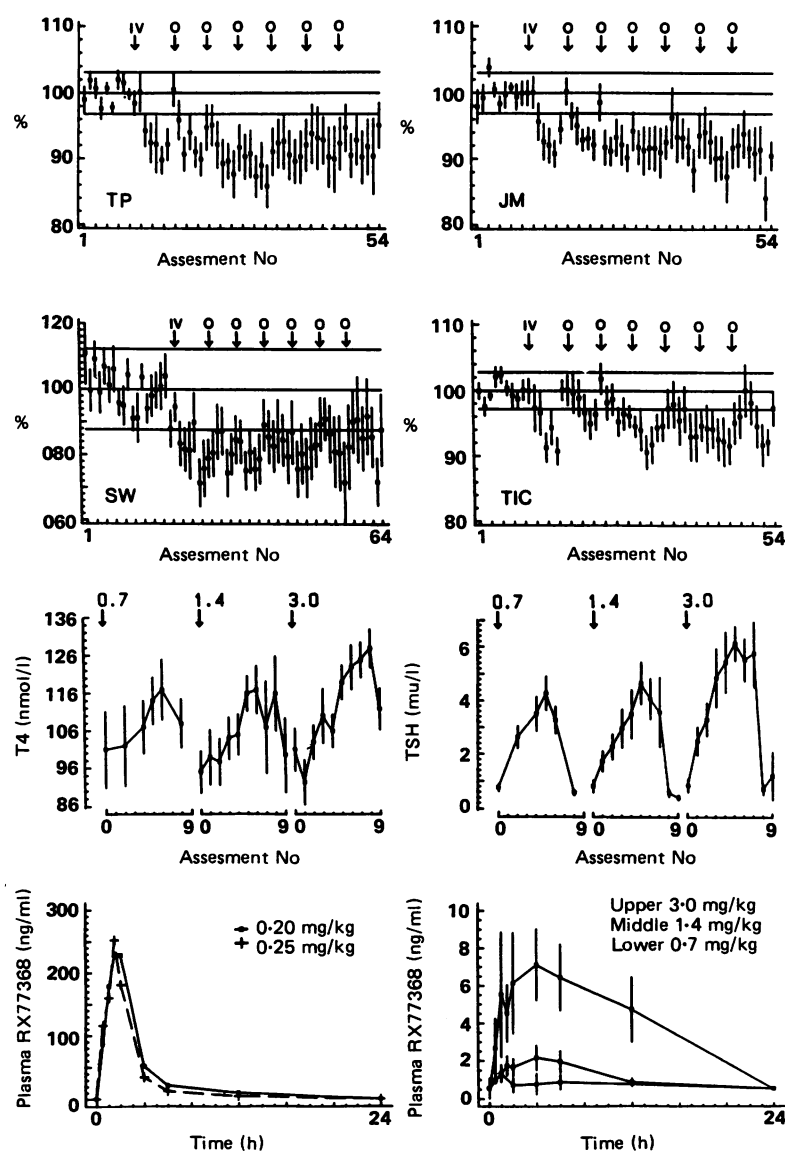 110
100
%
90
80
IV O O O O O O
TP
1
54
Assesment No
110
100
%
90
80
IV O O O O O O
JM
1
54
Assesment No
120
100
%
080
060
IV O O O O O O
SW
1
64
Assesment No
110
100
%
90
80
IV O O O O O O
TIC
1
54
Assesment No
0.7 1.4 3.0
T4 (nmol/l)
136
126
116
106
96
86
0 9 0 9 0 9
Assesment No
0.7 1.4 3.0
TSH (mu/l)
6
4
2
0
0 9 0 9 0 9
Assesment No
Plasma RX77368 (ng/ml)
300
200
100
0
0·20 mg/kg
0·25 mg/kg
0 24
Time (h)
Plasma RX77368 (ng/ml)
10
8
6
4
2
0
Upper 3·0 mg/kg
Middle 1·4 mg/kg
Lower 0·7 mg/kg
0 24
Time (h)